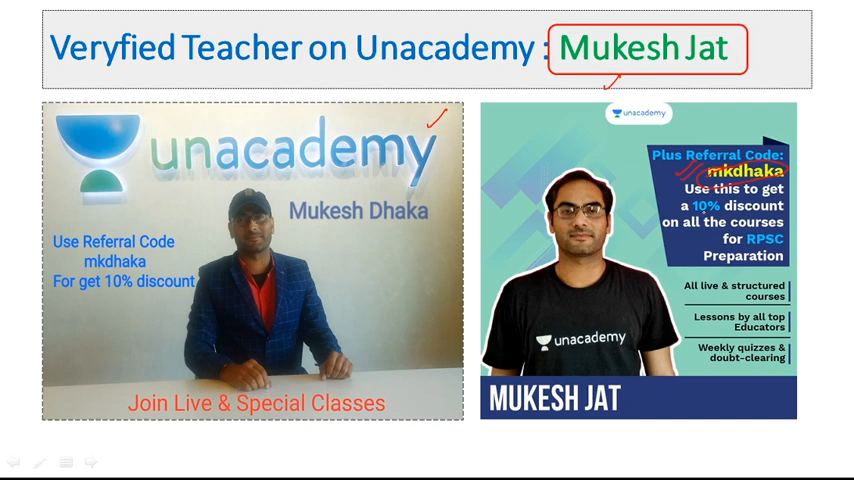 Veryfied Teacher on Unacademy : Mukesh Jat
unacademy
Mukesh Dhaka
Use Referral Code
mkdhaka
For get 10% discount
Join Live & Special Classes
unacademy
Plus Referral Code:
mkdhaka
Use this to get
a 10% discount
on all the courses
for RPSC
Preparation
All live & structured
courses
Lessons by all top
Educators
Weekly quizzes &
doubt-clearing
unacademy
MUKESH JAT